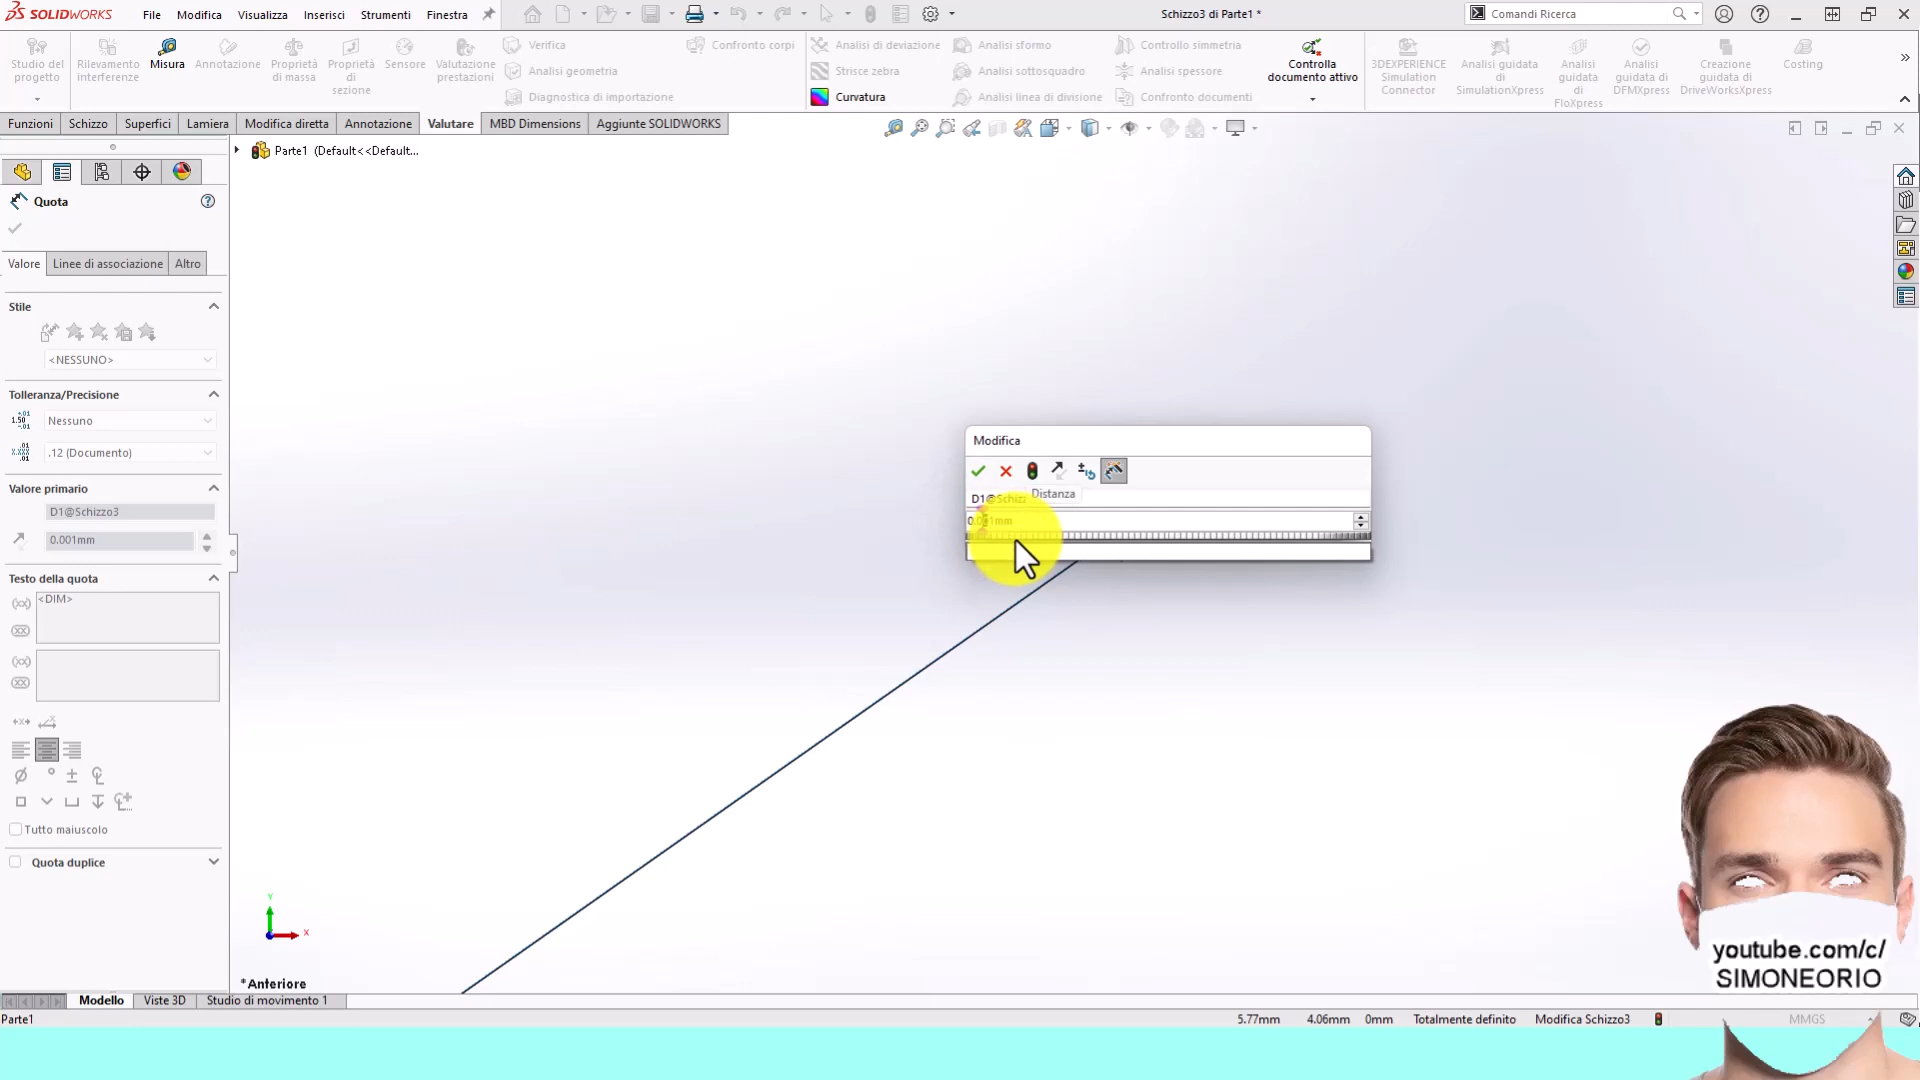 SOLIDWORKS
File Modifica Visualizza Inserisci Strumenti Finestra
Schizzo3 di Parte1 *
Comandi Ricerca
Studio del progetto
Rilevamento interferenze
Misura
Annotazione
Proprietà di massa
Proprietà di sezione
Sensore
Valutazione prestazioni
Verifica
Analisi geometria
Diagnostica di importazione
Confronto corpi
Analisi di deviazione
Strisce zebra
Curvatura
Analisi sformo
Analisi sottosquadro
Analisi linea di divisione
Controllo simmetria
Analisi spessore
Confronto documenti
Controlla documento attivo
3DEXPERIENCE Simulation Connector
Analisi guidata di SimulationXpress
Analisi guidata di FloXpress
Analisi guidata di DFMXpress
Creazione guidata di DriveWorksXpress
Costing
Funzioni Schizzo Superfici Lamiera Modifica diretta Annotazione Valutare MBD Dimensions Aggiunte SOLIDWORKS
Parte1 (Default<<Default...
Quota
Valore Linee di associazione Altro
Stile
<NESSUNO>
Tolleranza/Precisione
Nessuno
.12 (Documento)
Valore primario
D1@Schizzo3
0.001mm
Testo della quota
<DIM>
Tutto maiuscolo
Quota duplice
Modifica
D1@Schizz
Distanza
0.001mm
Y
X
*Anteriore
Modello Viste 3D Studio di movimento 1
Parte1
5.77mm 4.06mm 0mm Totalmente definito Modifica Schizzo3 MMGS
youtube.com/c/
SIMONEORIO